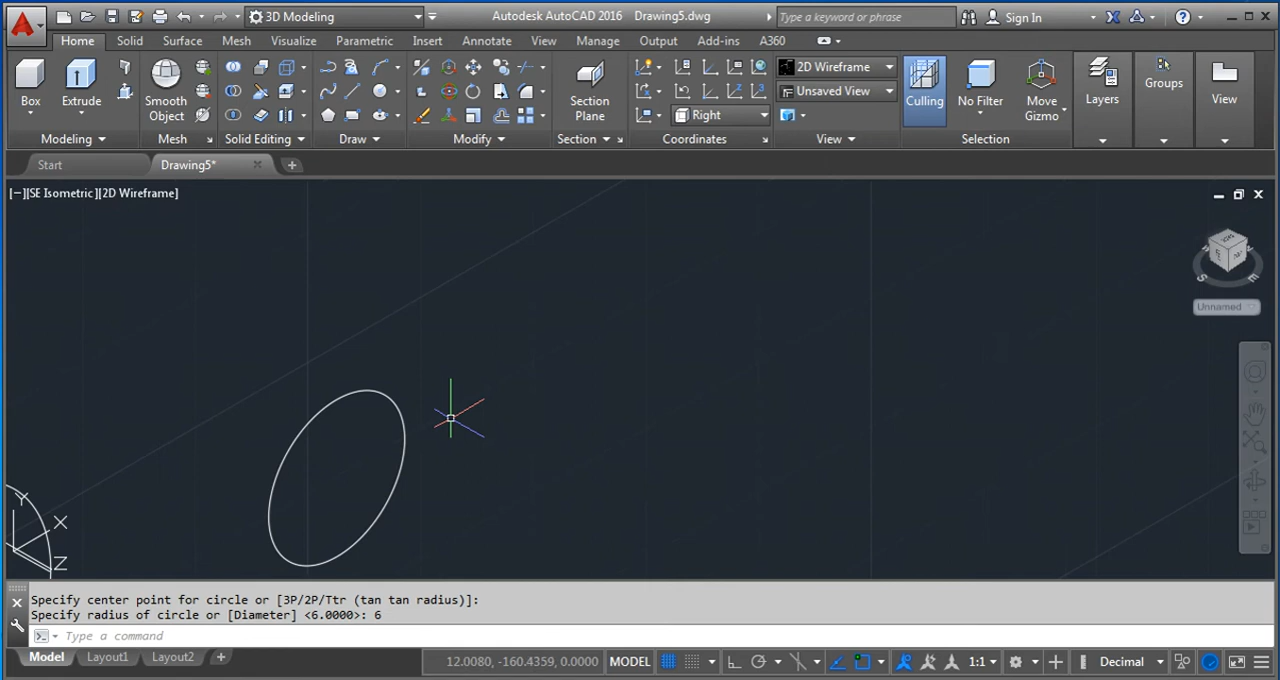 3D Modeling
Autodesk AutoCAD 2016 Drawing5.dwg
Type a keyword or phrase
Sign In
Home Solid Surface Mesh Visualize Parametric Insert Annotate View Manage Output Add-ins A360
2D Wireframe
Unsaved View
Right
Box
Extrude
Smooth Object
Section Plane
Culling
No Filter
Move Gizmo
Layers
Groups
View
Modeling
Mesh
Solid Editing
Draw
Modify
Section
Coordinates
View
Selection
Start
Drawing5*
[−][SE Isometric][2D Wireframe]
S
E
Unnamed
Y
X
Z
Specify center point for circle or [3P/2P/Ttr (tan tan radius)]:
Specify radius of circle or [Diameter] <6.0000>: 6
Type a command
Model Layout1 Layout2
12.0080, -160.4359, 0.0000 MODEL 1:1 Decimal